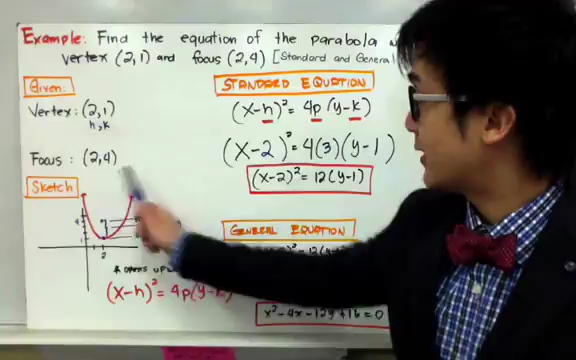 Example: Find the equation of the parabola
vertex (2,1) and focus (2,4) [Standard and General
Given:
Vertex: (2,1)
h,k
Focus : (2,4)
Sketch
2
(x-h)² = 4p(y-k)
STANDARD EQUATION
(x-h)² = 4p (y-k)
(x-2)² = 4(3)(y-1)
(x-2)² = 12(y-1)
GENERAL EQUATION
x²-4x-12y+16=0